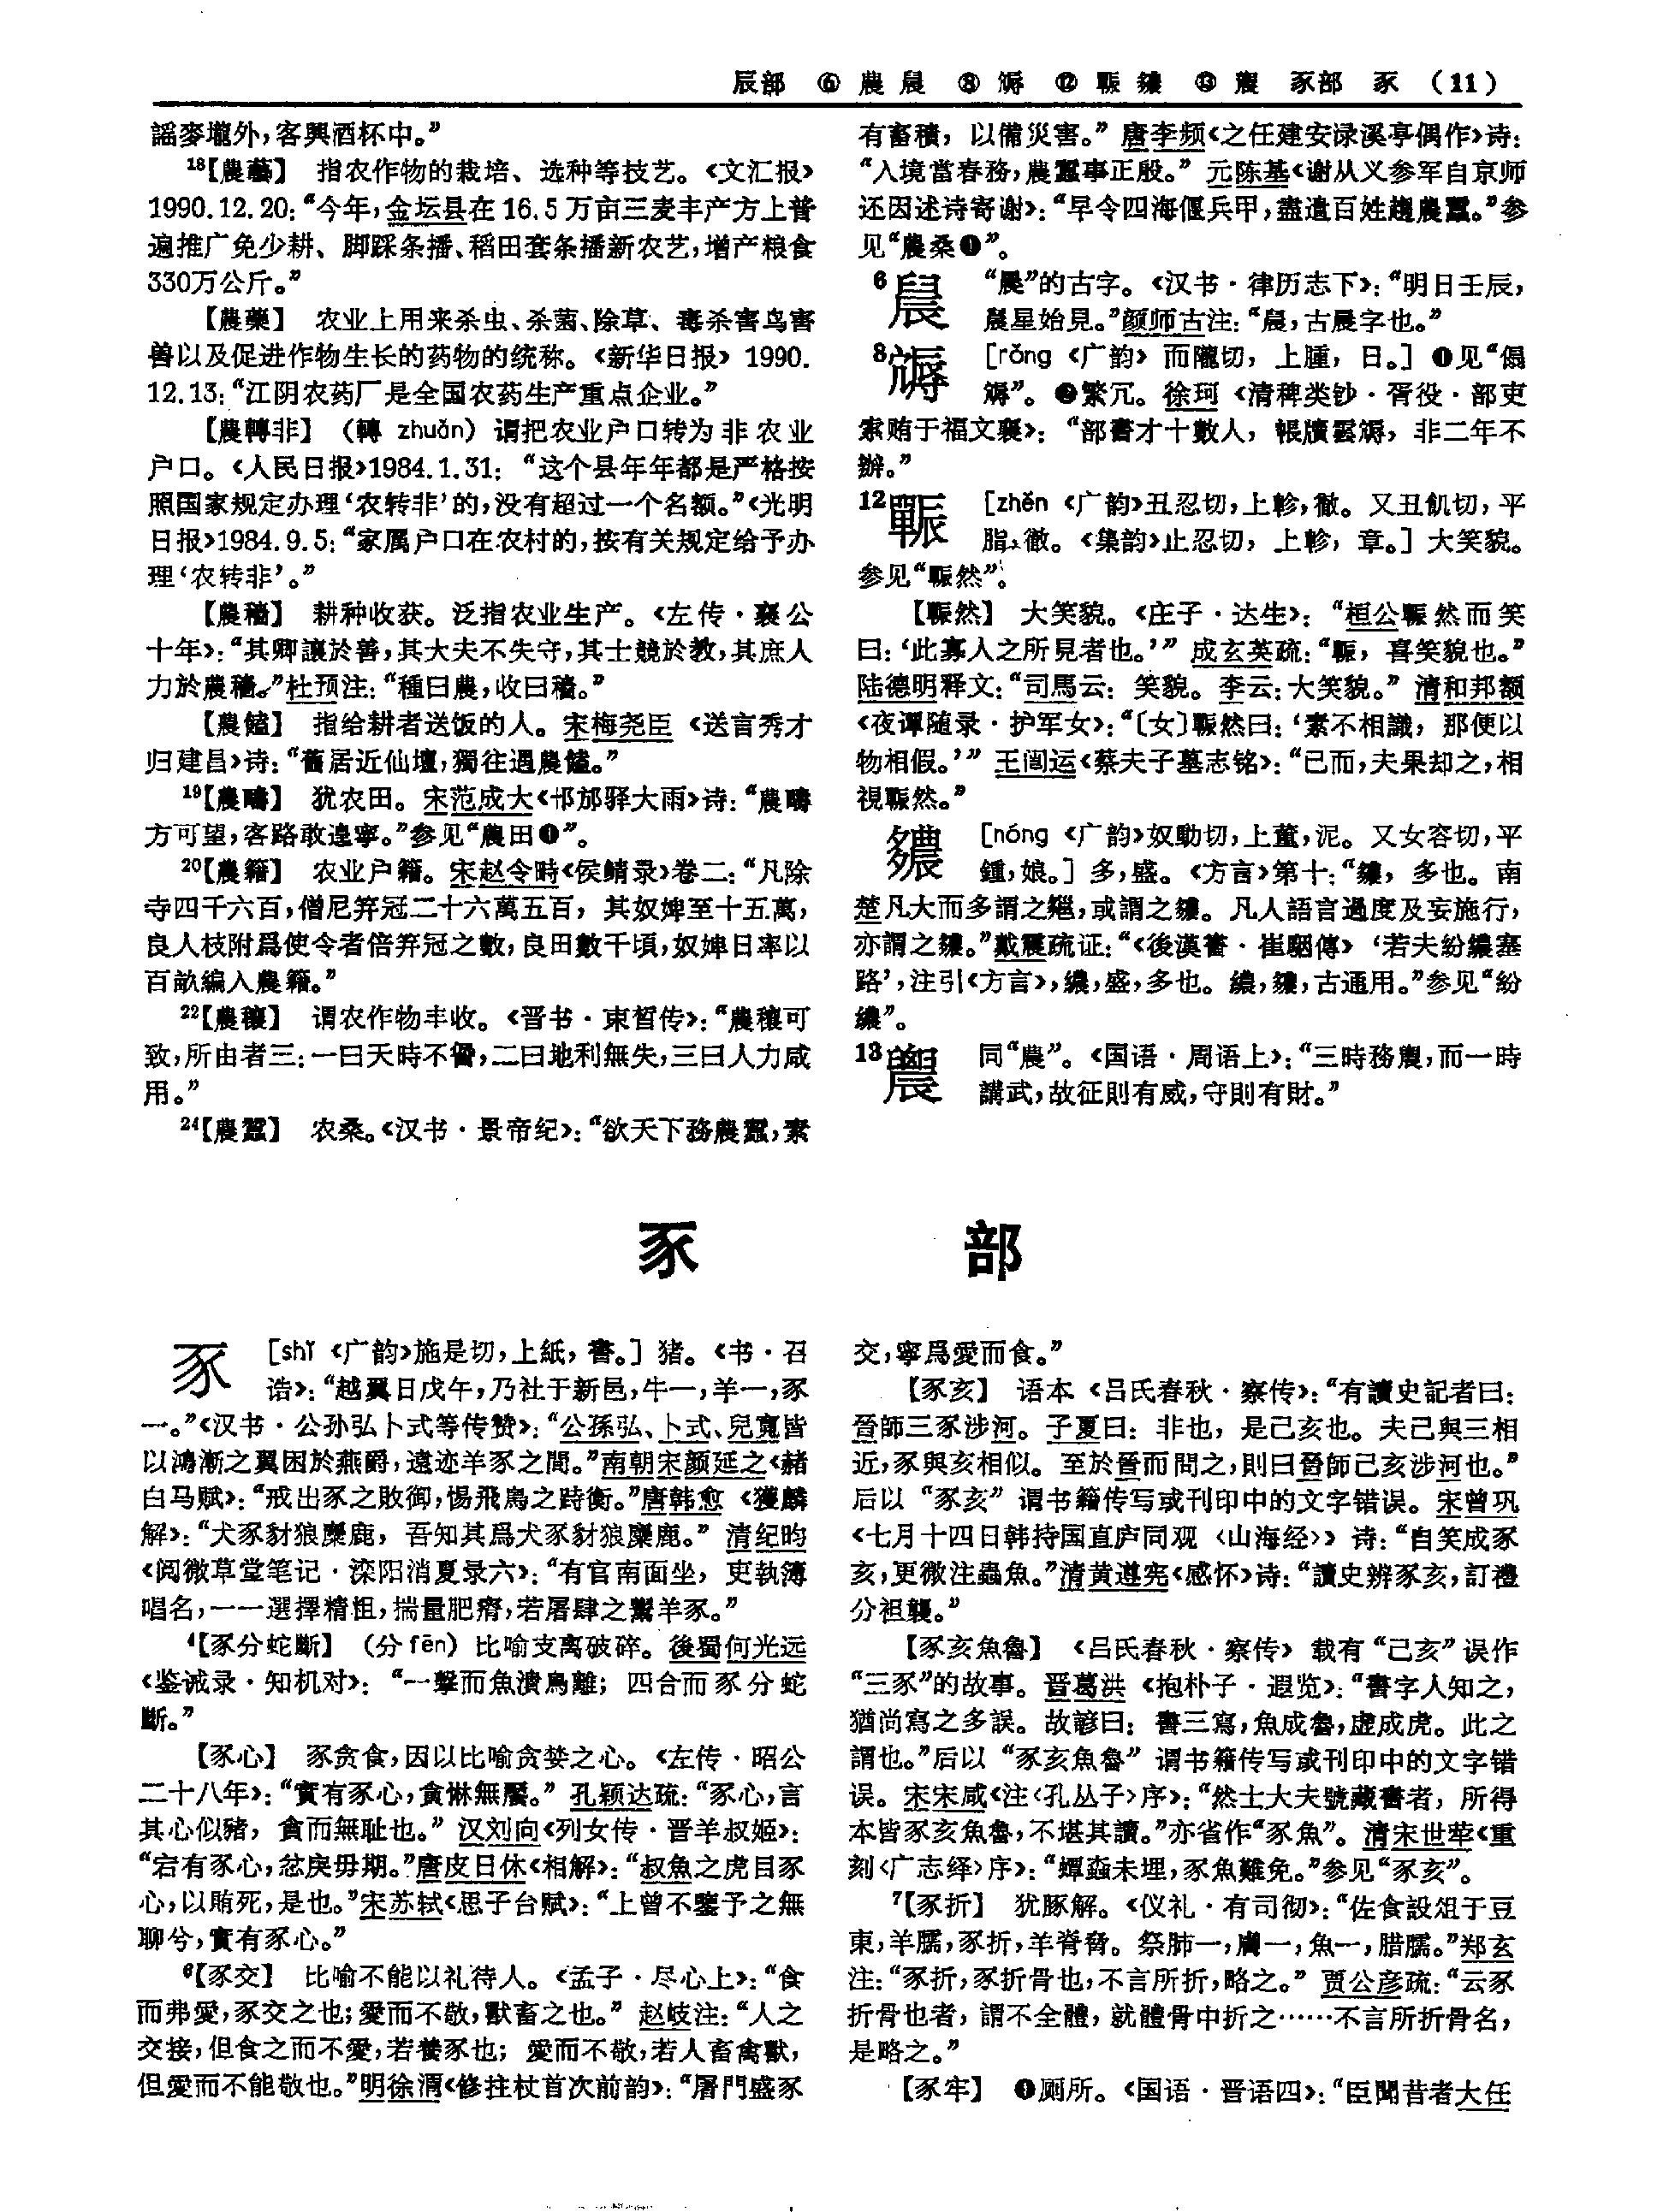 辰部 ⑥ 農 晨 ⑧ 𨑊 ⑫ 辴 䢉 ⑬ 䢉 豕部 豕 (11)
謡麥壠外，客興酒杯中。”
18【農藝】 指农作物的栽培、选种等技艺。《文汇报》
1990.12.20：“今年，金坛县在16.5万亩三麦丰产方上普
遍推广免少耕、脚踩条播、稻田套条播新农艺，增产粮食
330万公斤。”
【農藥】 农业上用来杀虫、杀菌、除草、毒杀害鸟害
兽以及促进作物生长的药物的统称。《新华日报》 1990.
12.13：“江阴农药厂是全国农药生产重点企业。”
【農轉非】 （轉 zhuǎn）谓把农业户口转为非农业
户口。《人民日报》1984.1.31：“这个县年年都是严格按
照国家规定办理‘农转非’的，没有超过一个名额。”《光明
日报》1984.9.5：“家属户口在农村的，按有关规定给予办
理‘农转非’。”
【農穡】 耕种收获。泛指农业生产。《左传·襄公
十年》：“其卿讓於善，其大夫不失守，其士競於教，其庶人
力於農穡。”杜预注：“種曰農，收曰穡。”
【農饁】 指给耕者送饭的人。宋梅尧臣《送言秀才
归建昌》诗：“舊居近仙壇，獨往遇農饁。”
19【農疇】 犹农田。宋范成大《邯郸驿大雨》诗：“農疇
方可望，客路敢遑寧。”参见“農田❶”。
20【農籍】 农业户籍。宋赵令畤《侯鲭录》卷二：“凡除
寺四千六百，僧尼笄冠二十六萬五百，其奴婢至十五萬，
良人枝附爲使令者倍笄冠之數，良田數千頃，奴婢日率以
百畝編入農籍。”
22【農穰】 谓农作物丰收。《晋书·束皙传》：“農穰可
致，所由者三：一曰天時不愆，二曰地利無失，三曰人力咸
用。”
24【農蠶】 农桑。《汉书·景帝纪》：“欲天下務農蠶，素
有畜積，以備災害。”唐李频《之任建安渌溪亭偶作》诗：
“入境當春務，農蠶事正殷。”元陈基《谢从义参军自京师
还因述诗寄谢》：“早令四海偃兵甲，盡遣百姓趨農蠶。”参
见“農桑❶”。
6 “晨”的古字。《汉书·律历志下》：“明日壬辰，
晨星始見。”颜师古注：“晨，古晨字也。”
8 [rǒng 《广韵》 而隴切，上腫，日。] ❶见“傝
”。❷繁冗。徐珂《清稗类钞·胥役·部吏
索贿于福文襄》：“部書才十數人，帳牘雲，非二年不
辦。”
12辴 [zhěn 《广韵》丑忍切，上軫，徹。又丑飢切，平
脂，徹。《集韵》止忍切，上軫，章。] 大笑貌。
参见“辴然”。
【辴然】 大笑貌。《庄子·达生》：“桓公辴然而笑
曰：‘此寡人之所見者也。’”成玄英疏：“辴，喜笑貌也。”
陆德明释文：“司馬云：笑貌。李云：大笑貌。”清和邦额
《夜谭随录·护军女》：“〔女〕辴然曰：‘素不相識，那便以
物相假。’”王闿运《蔡夫子墓志铭》：“已而，夫果却之，相
視辴然。”
[nóng 《广韵》奴動切，上董，泥。又女容切，平
鍾，娘。] 多，盛。《方言》第十：“，多也。南
楚凡大而多謂之，或謂之。凡人語言過度及妄施行，
亦謂之。”戴震疏证：“《後漢書·崔駰傳》‘若夫紛繷塞
路’，注引《方言》，繷，盛，多也。繷，，古通用。”参见“紛
繷”。
13 同“農”。《国语·周语上》：“三時務，而一時
講武，故征則有威，守則有財。”
豕 部
豕 [shǐ 《广韵》施是切，上紙，書。] 猪。《书·召
诰》：“越翼日戊午，乃社于新邑，牛一，羊一，豕
一。”《汉书·公孙弘卜式等传赞》：“公孫弘、卜式、兒寬皆
以鴻漸之翼困於燕爵，遠迹羊豕之間。”南朝宋颜延之《赭
白马赋》：“戒出豕之敗御，惕飛鳥之跱衡。”唐韩愈《獲麟
解》：“犬豕豺狼麋鹿，吾知其爲犬豕豺狼麋鹿。”清纪昀
《阅微草堂笔记·滦阳消夏录六》：“有官南面坐，吏執簿
唱名，一一選擇精粗，揣量肥瘠，若屠肆之鬻羊豕。”
4【豕分蛇斷】 （分 fēn）比喻支离破碎。後蜀何光远
《鉴诫录·知机对》：“一擊而魚潰鳥離；四合而豕分蛇
斷。”
【豕心】 豕贪食，因以比喻贪婪之心。《左传·昭公
二十八年》：“實有豕心，貪惏無饜。”孔颖达疏：“豕心，言
其心似豬，貪而無耻也。”汉刘向《列女传·晋羊叔姬》：
“宕有豕心，忿戾毋期。”唐皮日休《相解》：“叔魚之虎目豕
心，以賄死，是也。”宋苏轼《思子台赋》：“上曾不鑒予之無
聊兮，實有豕心。”
6【豕交】 比喻不能以礼待人。《孟子·尽心上》：“食
而弗愛，豕交之也；愛而不敬，獸畜之也。”赵岐注：“人之
交接，但食之而不愛，若養豕也；愛而不敬，若人畜禽獸，
但愛而不能敬也。”明徐渭《修拄杖首次前韵》：“屠門盛豕
交，寧爲愛而食。”
【豕亥】 语本《吕氏春秋·察传》：“有讀史記者曰：
晉師三豕涉河。子夏曰：非也，是己亥也。夫己與三相
近，豕與亥相似。至於晉而問之，則曰晉師己亥涉河也。”
后以“豕亥”谓书籍传写或刊印中的文字错误。宋曾巩
《七月十四日韩持国直庐同观〈山海经〉》诗：“自笑成豕
亥，更微注蟲魚。”清黄遵宪《感怀》诗：“讀史辨豕亥，訂禮
分袒襲。”
【豕亥魚魯】 《吕氏春秋·察传》载有“己亥”误作
“三豕”的故事。晋葛洪《抱朴子·遐览》：“書字人知之，
猶尚寫之多誤。故諺曰：書三寫，魚成魯，虚成虎。此之
謂也。”后以“豕亥魚魯”谓书籍传写或刊印中的文字错
误。宋宋咸《注〈孔丛子〉序》：“然士大夫號藏書者，所得
本皆豕亥魚魯，不堪其讀。”亦省作“豕魚”。清宋世荦《重
刻〈广志绎〉序》：“蟫蝕未埋，豕魚難免。”参见“豕亥”。
7【豕折】 犹豚解。《仪礼·有司彻》：“佐食設俎于豆
東，羊臑，豕折，羊脊脅。祭肺一，膚一，魚一，腊臑。”郑玄
注：“豕折，豕折骨也，不言所折，略之。”贾公彦疏：“云豕
折骨也者，謂不全體，就體骨中折之……不言所折骨名，
是略之。”
【豕牢】 ❶厕所。《国语·晋语四》：“臣聞昔者大任